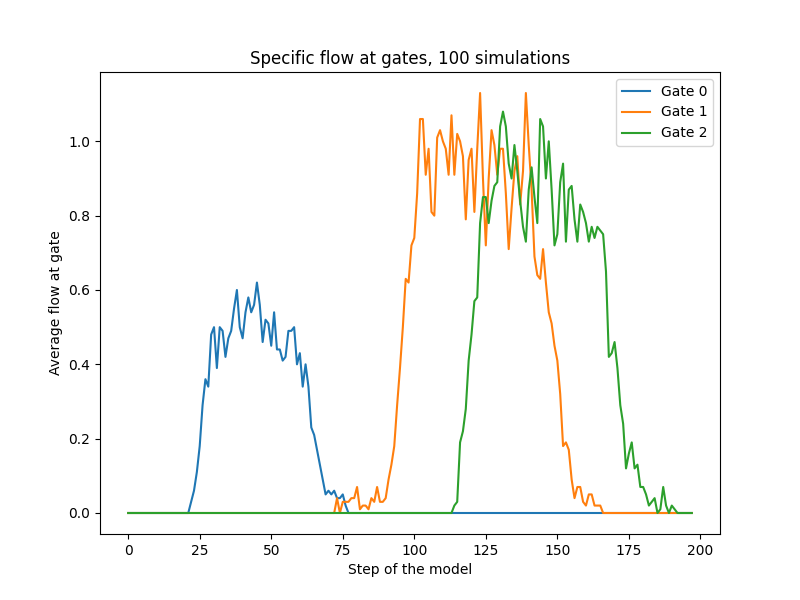 Specific flow at gates, 100 simulations
Gate 0
Gate 1
Gate 2
Average flow at gate
1.0
0.8
0.6
0.4
0.2
0.0
0 25 50 75 100 125 150 175 200
Step of the model